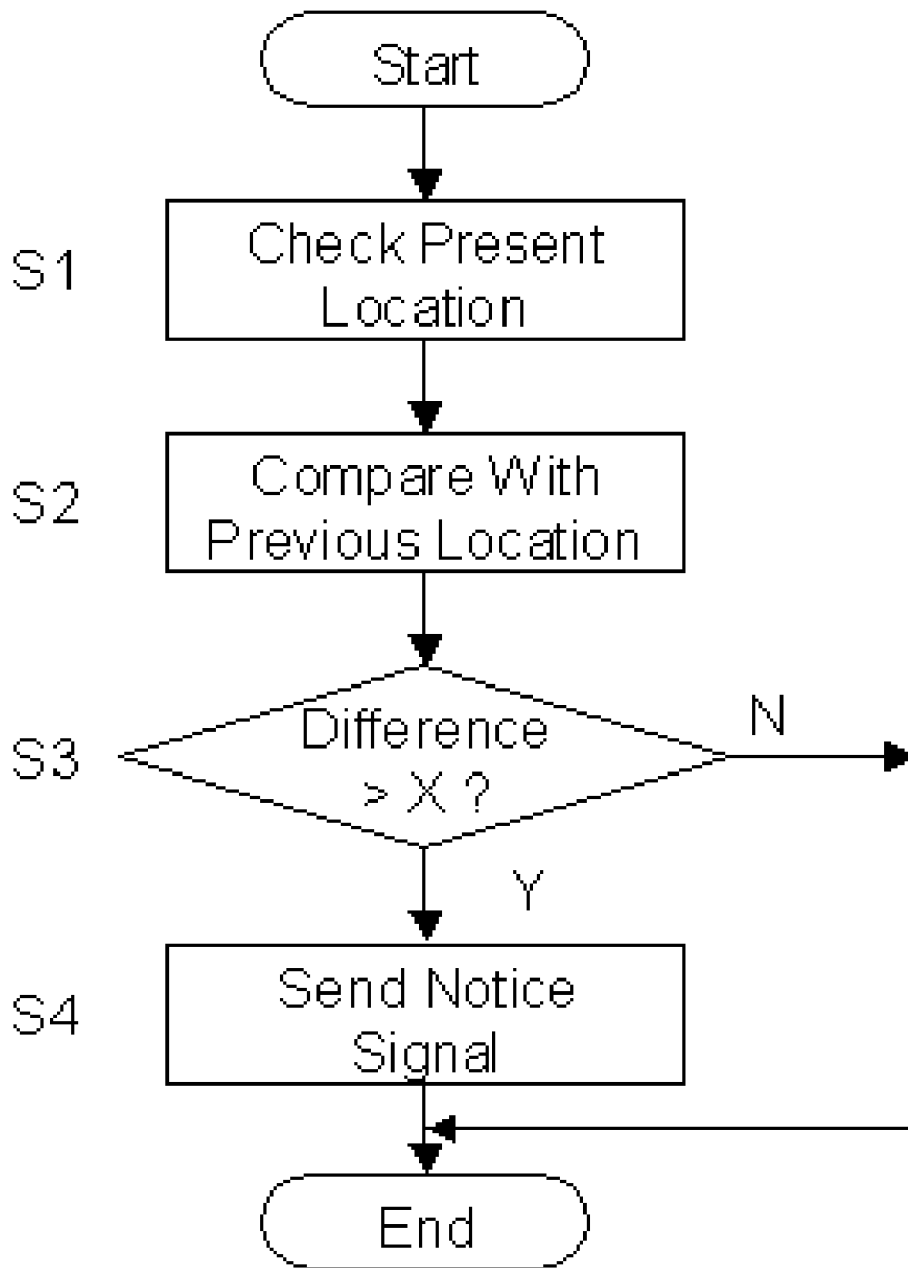 Start
S1
Check Present
Location
S2
Compare With
Previous Location
S3
Difference
> X ?
N
Y
S4
Send Notice
Signal
End